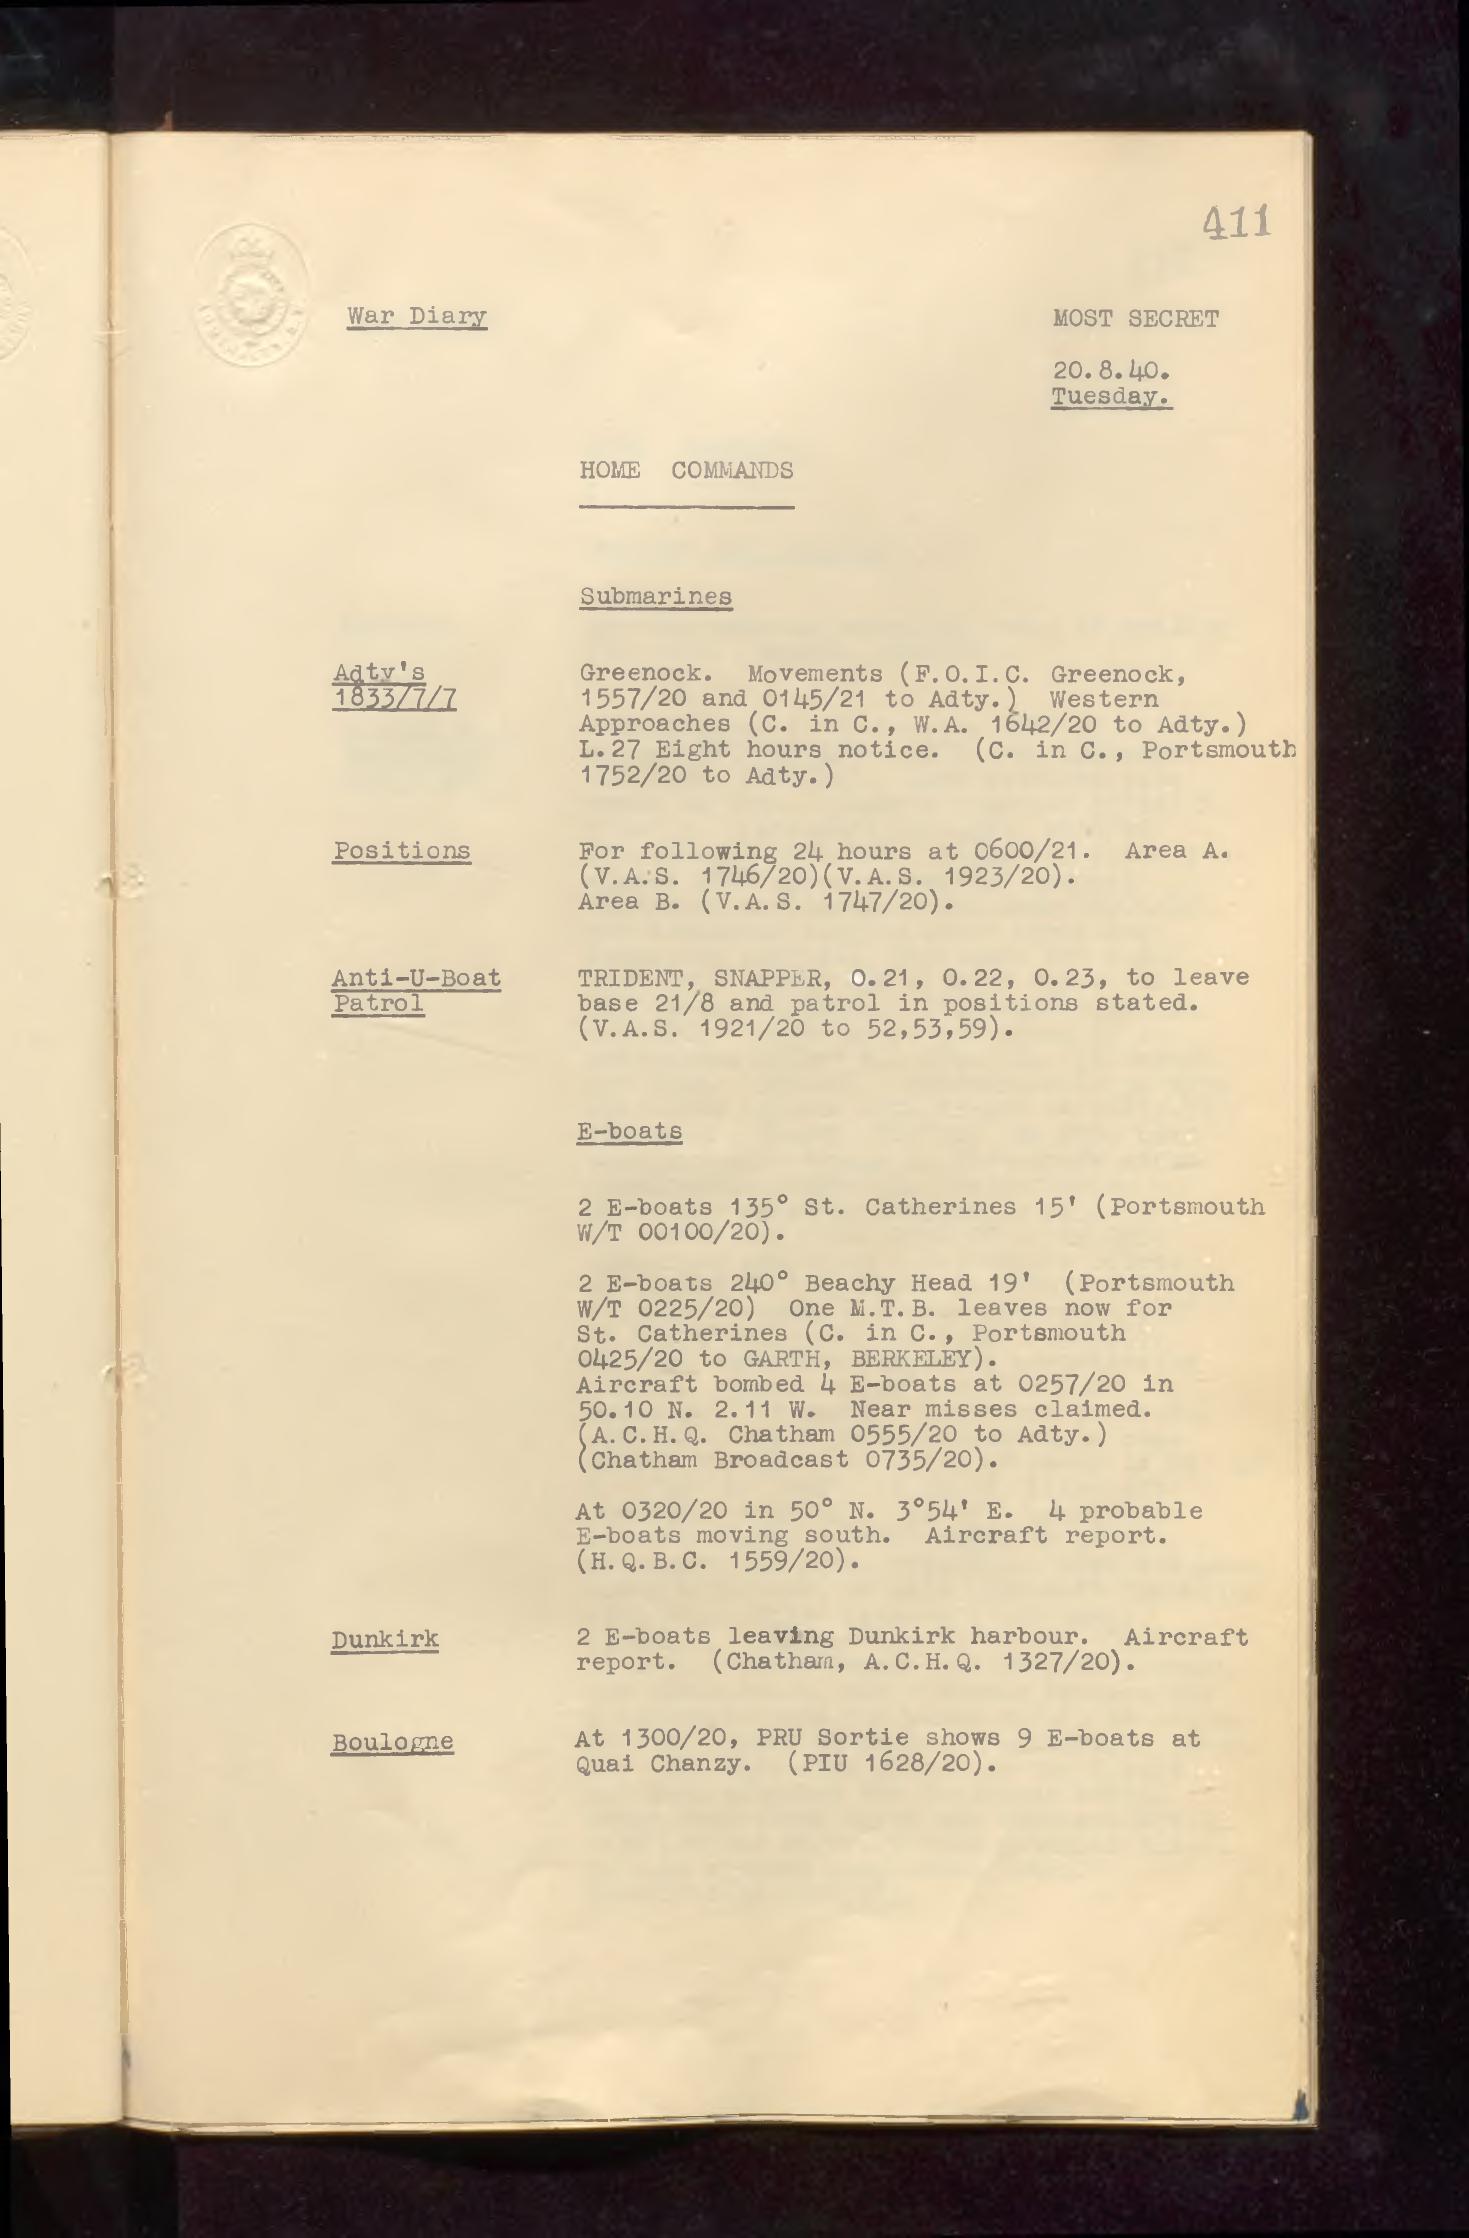 411
War Diary
MOST SECRET
20.8.40.
Tuesday.
HOME COMMANDS
Submarines
Adty's
1833/7/7
Greenock. Movements (F.O.I.C. Greenock,
1557/20 and 0145/21 to Adty.) Western
Approaches (C. in C., W.A. 1642/20 to Adty.)
L.27 Eight hours notice. (C. in C., Portsmouth
1752/20 to Adty.)
Positions
For following 24 hours at 0600/21. Area A.
(V.A.S. 1746/20)(V.A.S. 1923/20).
Area B. (V.A.S. 1747/20).
Anti-U-Boat
Patrol
TRIDENT, SNAPPER, O.21, O.22, O.23, to leave
base 21/8 and patrol in positions stated.
(V.A.S. 1921/20 to 52,53,59).
E-boats
2 E-boats 135° St. Catherines 15' (Portsmouth
W/T 00100/20).
2 E-boats 240° Beachy Head 19' (Portsmouth
W/T 0225/20) One M.T.B. leaves now for
St. Catherines (C. in C., Portsmouth
0425/20 to GARTH, BERKELEY).
Aircraft bombed 4 E-boats at 0257/20 in
50.10 N. 2.11 W. Near misses claimed.
(A.C.H.Q. Chatham 0555/20 to Adty.)
(Chatham Broadcast 0735/20).
At 0320/20 in 50° N. 3°54' E. 4 probable
E-boats moving south. Aircraft report.
(H.Q.B.C. 1559/20).
Dunkirk
2 E-boats leaving Dunkirk harbour. Aircraft
report. (Chatham, A.C.H.Q. 1327/20).
Boulogne
At 1300/20, PRU Sortie shows 9 E-boats at
Quai Chanzy. (PIU 1628/20).